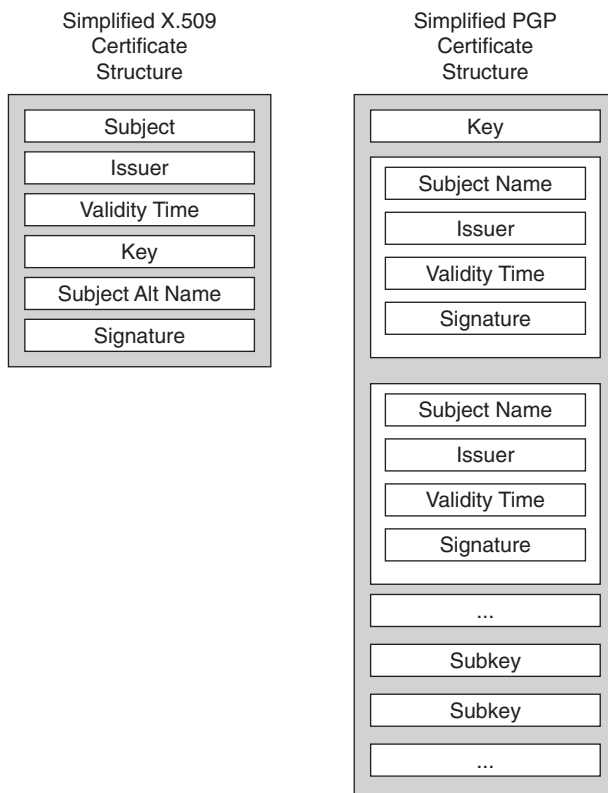 Simplified X.509
Certificate
Structure
Subject
Issuer
Validity Time
Key
Subject Alt Name
Signature
Simplified PGP
Certificate
Structure
Key
Subject Name
Issuer
Validity Time
Signature
Subject Name
Issuer
Validity Time
Signature
...
Subkey
Subkey
...